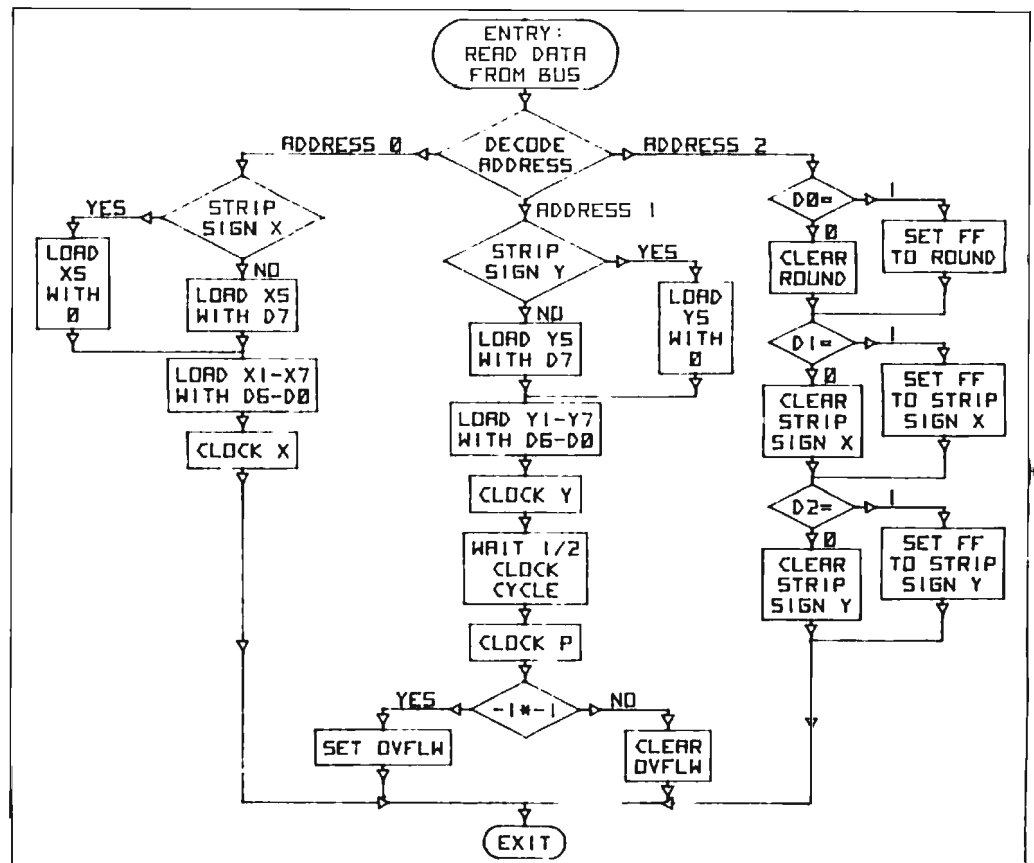 ENTRY:
READ DATA
FROM BUS
DECODE
ADDRESS
ADDRESS 0
STRIP
SIGN X
YES
LOAD
XS
WITH
0
NO
LOAD XS
WITH D7
LOAD X1-X7
WITH D6-D0
CLOCK X
ADDRESS 1
STRIP
SIGN Y
YES
LOAD
YS
WITH
0
NO
LOAD YS
WITH D7
LOAD Y1-Y7
WITH D6-D0
CLOCK Y
WAIT 1/2
CLOCK
CYCLE
CLOCK P
-1*-1
YES
SET OVFLW
NO
CLEAR
OVFLW
ADDRESS 2
D0=
1
SET FF
TO ROUND
0
CLEAR
ROUND
D1=
1
SET FF
TO STRIP
SIGN X
0
CLEAR
STRIP
SIGN X
D2=
1
SET FF
TO STRIP
SIGN Y
0
CLEAR
STRIP
SIGN Y
EXIT